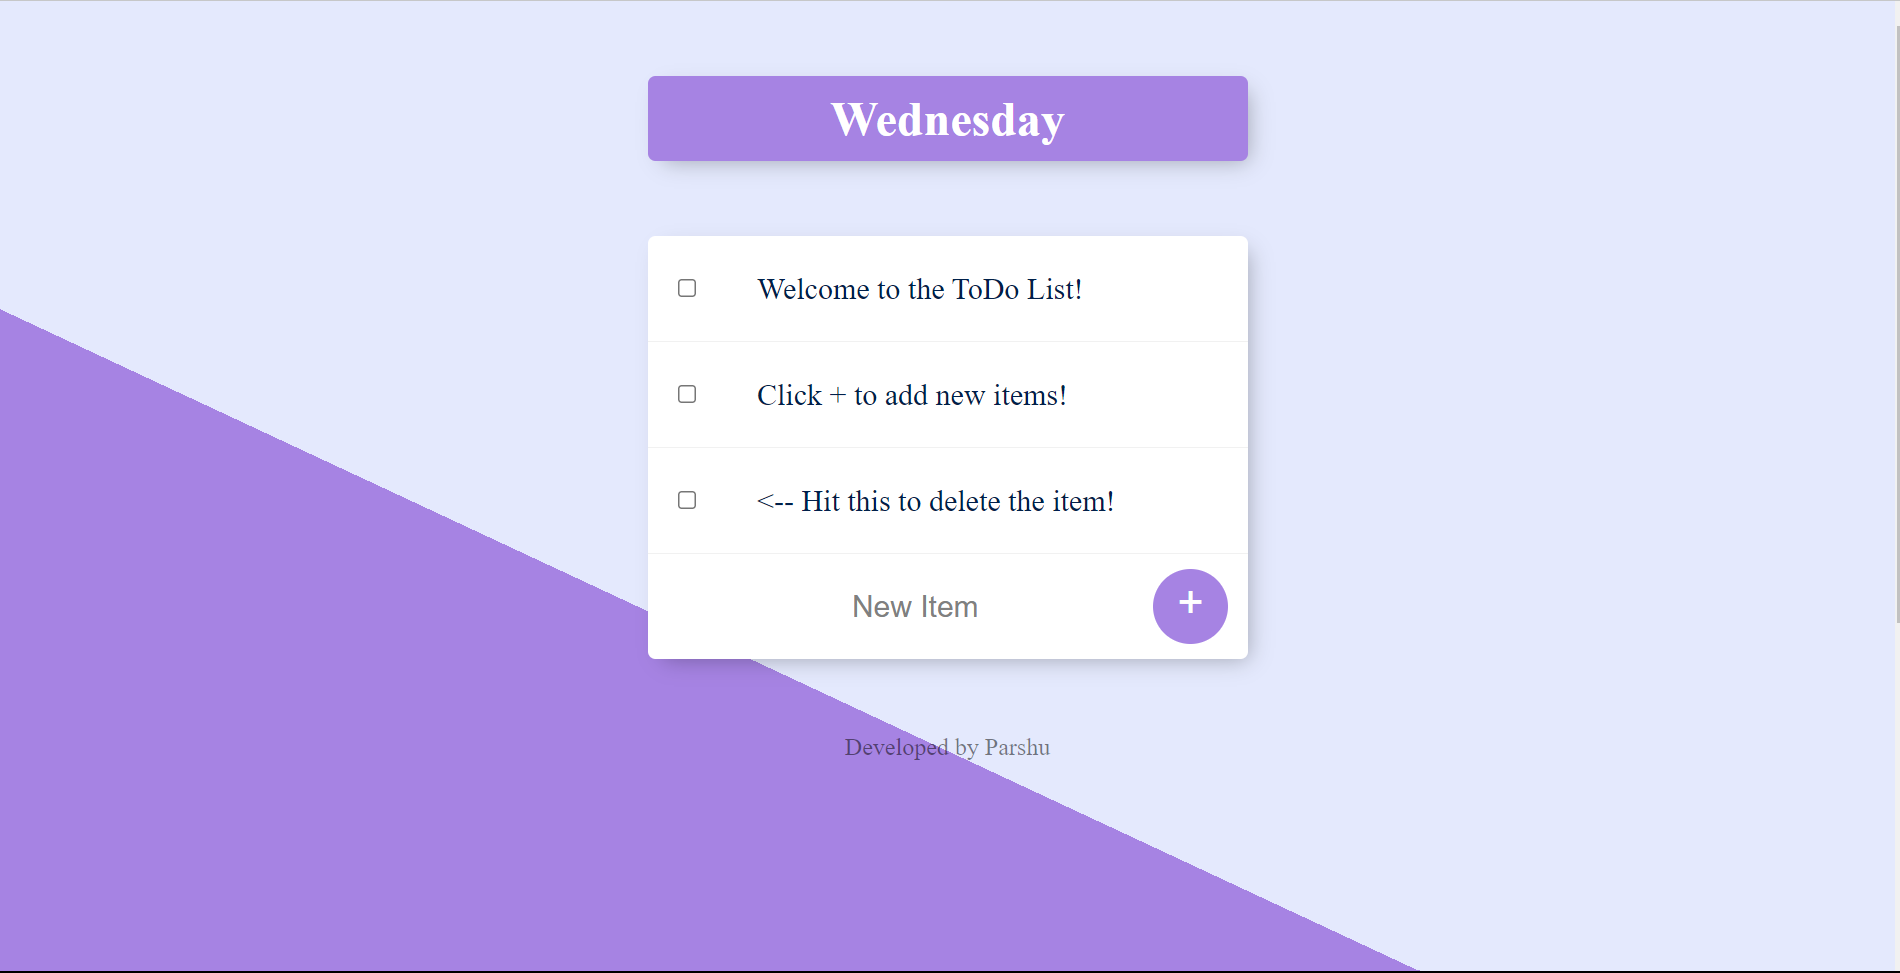 Wednesday
Welcome to the ToDo List!
Click + to add new items!
<-- Hit this to delete the item!
New Item
+
Developed by Parshu